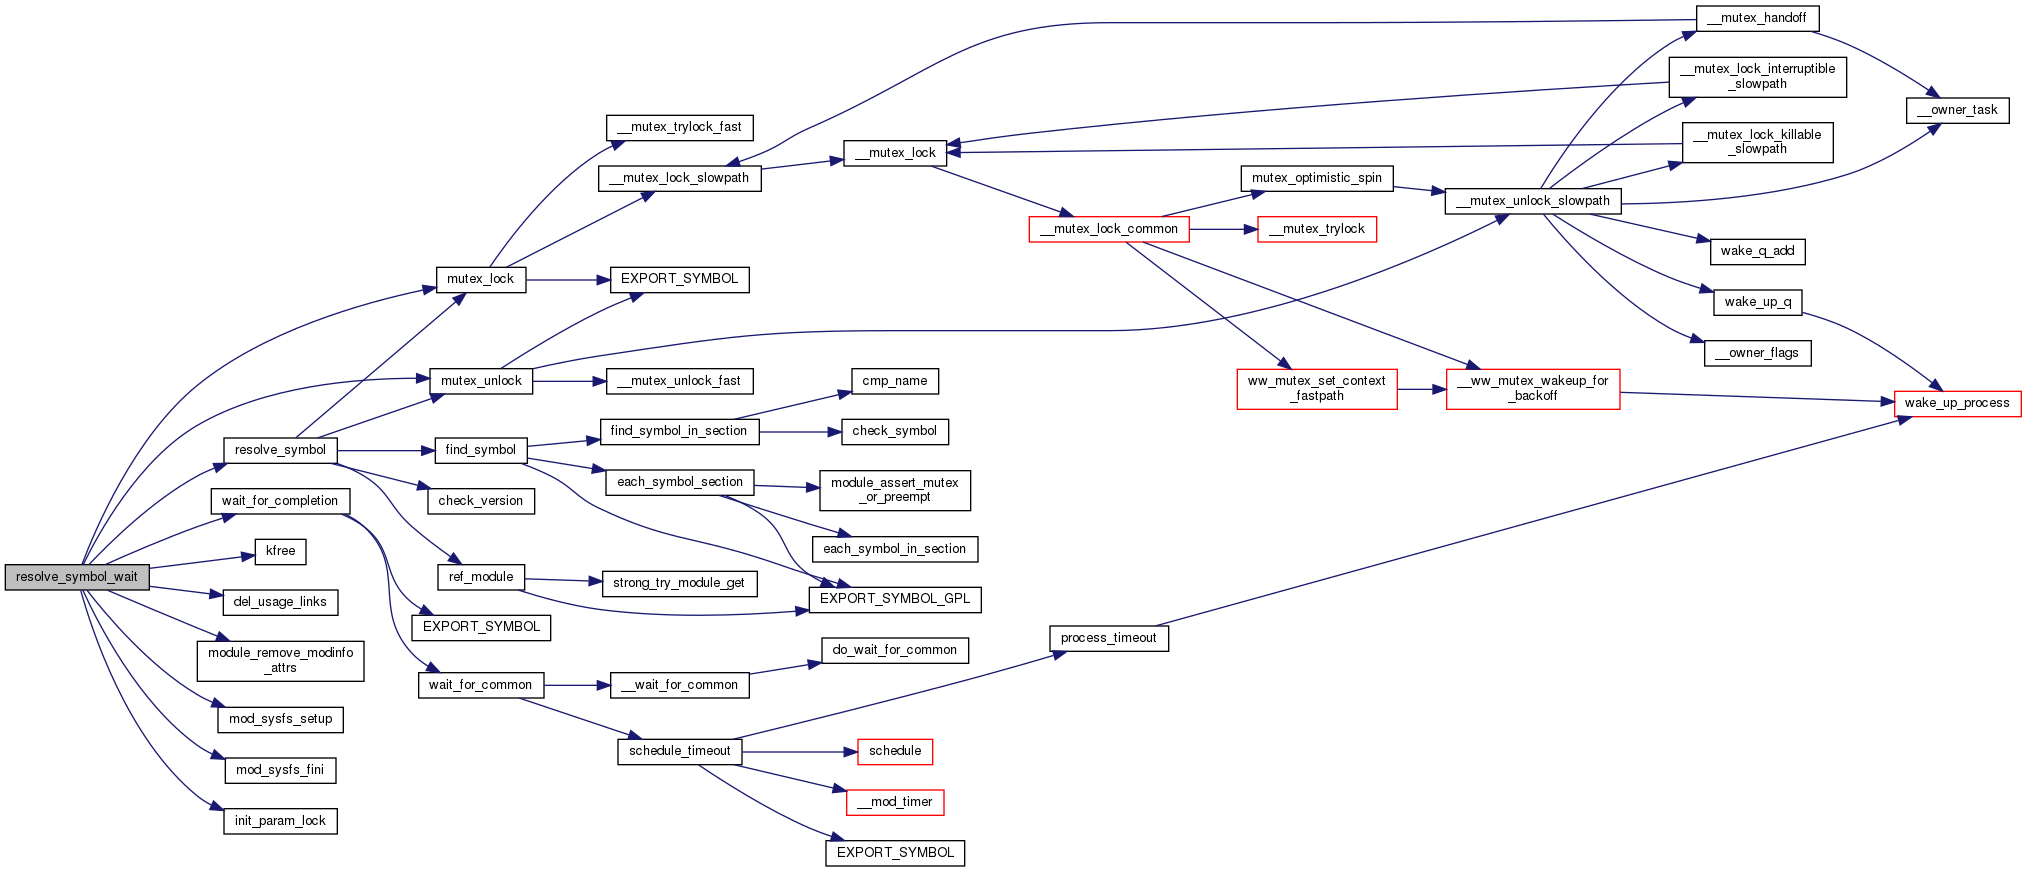 __mutex_handoff
__mutex_lock_interruptible
_slowpath
__owner_task
__mutex_trylock_fast
__mutex_lock_killable
_slowpath
__mutex_lock
__mutex_lock_slowpath
mutex_optimistic_spin
__mutex_unlock_slowpath
__mutex_lock_common
__mutex_trylock
wake_q_add
mutex_lock
EXPORT_SYMBOL
wake_up_q
__owner_flags
mutex_unlock
__mutex_unlock_fast
cmp_name
ww_mutex_set_context
_fastpath
__ww_mutex_wakeup_for
_backoff
wake_up_process
find_symbol_in_section
check_symbol
resolve_symbol
find_symbol
each_symbol_section
module_assert_mutex
_or_preempt
wait_for_completion
check_version
kfree
each_symbol_in_section
resolve_symbol_wait
ref_module
strong_try_module_get
del_usage_links
EXPORT_SYMBOL_GPL
EXPORT_SYMBOL
process_timeout
module_remove_modinfo
_attrs
do_wait_for_common
wait_for_common
__wait_for_common
mod_sysfs_setup
schedule_timeout
schedule
mod_sysfs_fini
__mod_timer
init_param_lock
EXPORT_SYMBOL